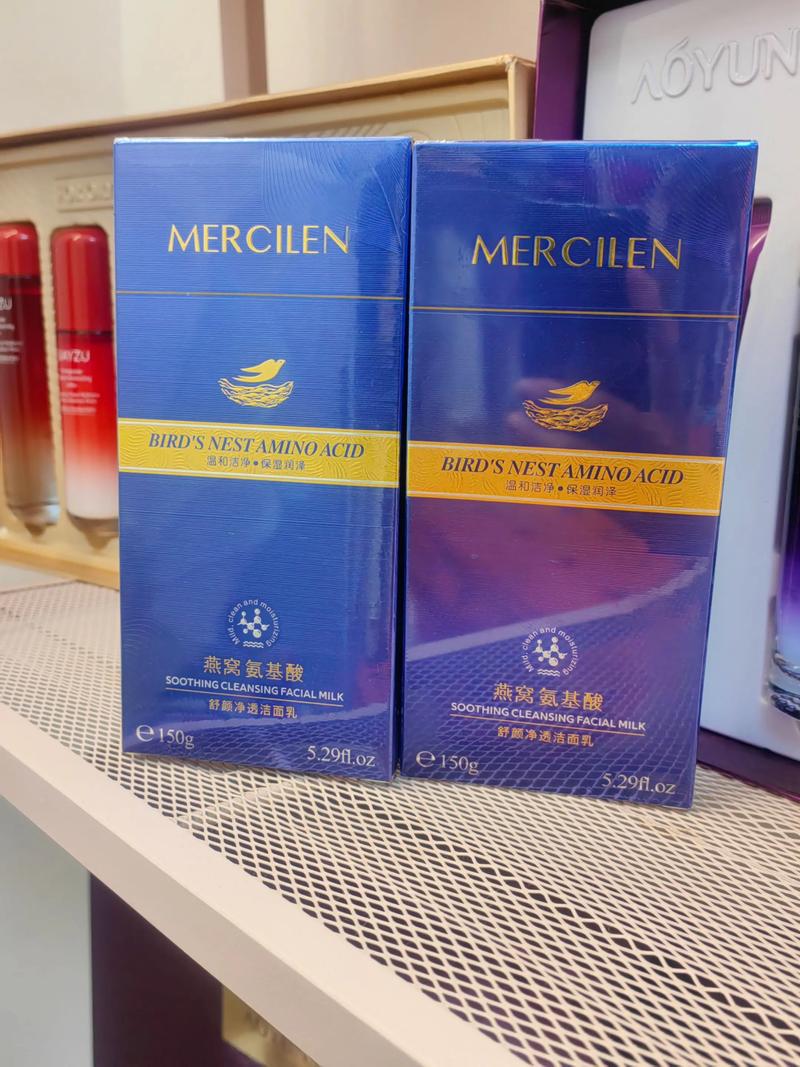 AÓYUN
MERCILEN
BIRD'S NEST AMINO ACID
温和洁净•保湿润泽
Mild, clean and moisturizing
燕窝氨基酸
SOOTHING CLEANSING FACIAL MILK
舒颜净透洁面乳
e 150g
5.29fl.oz
MERCILEN
BIRD'S NEST AMINO ACID
温和洁净•保湿润泽
Mild, clean and moisturizing
燕窝氨基酸
SOOTHING CLEANSING FACIAL MILK
舒颜净透洁面乳
e 150g
5.29fl.oz